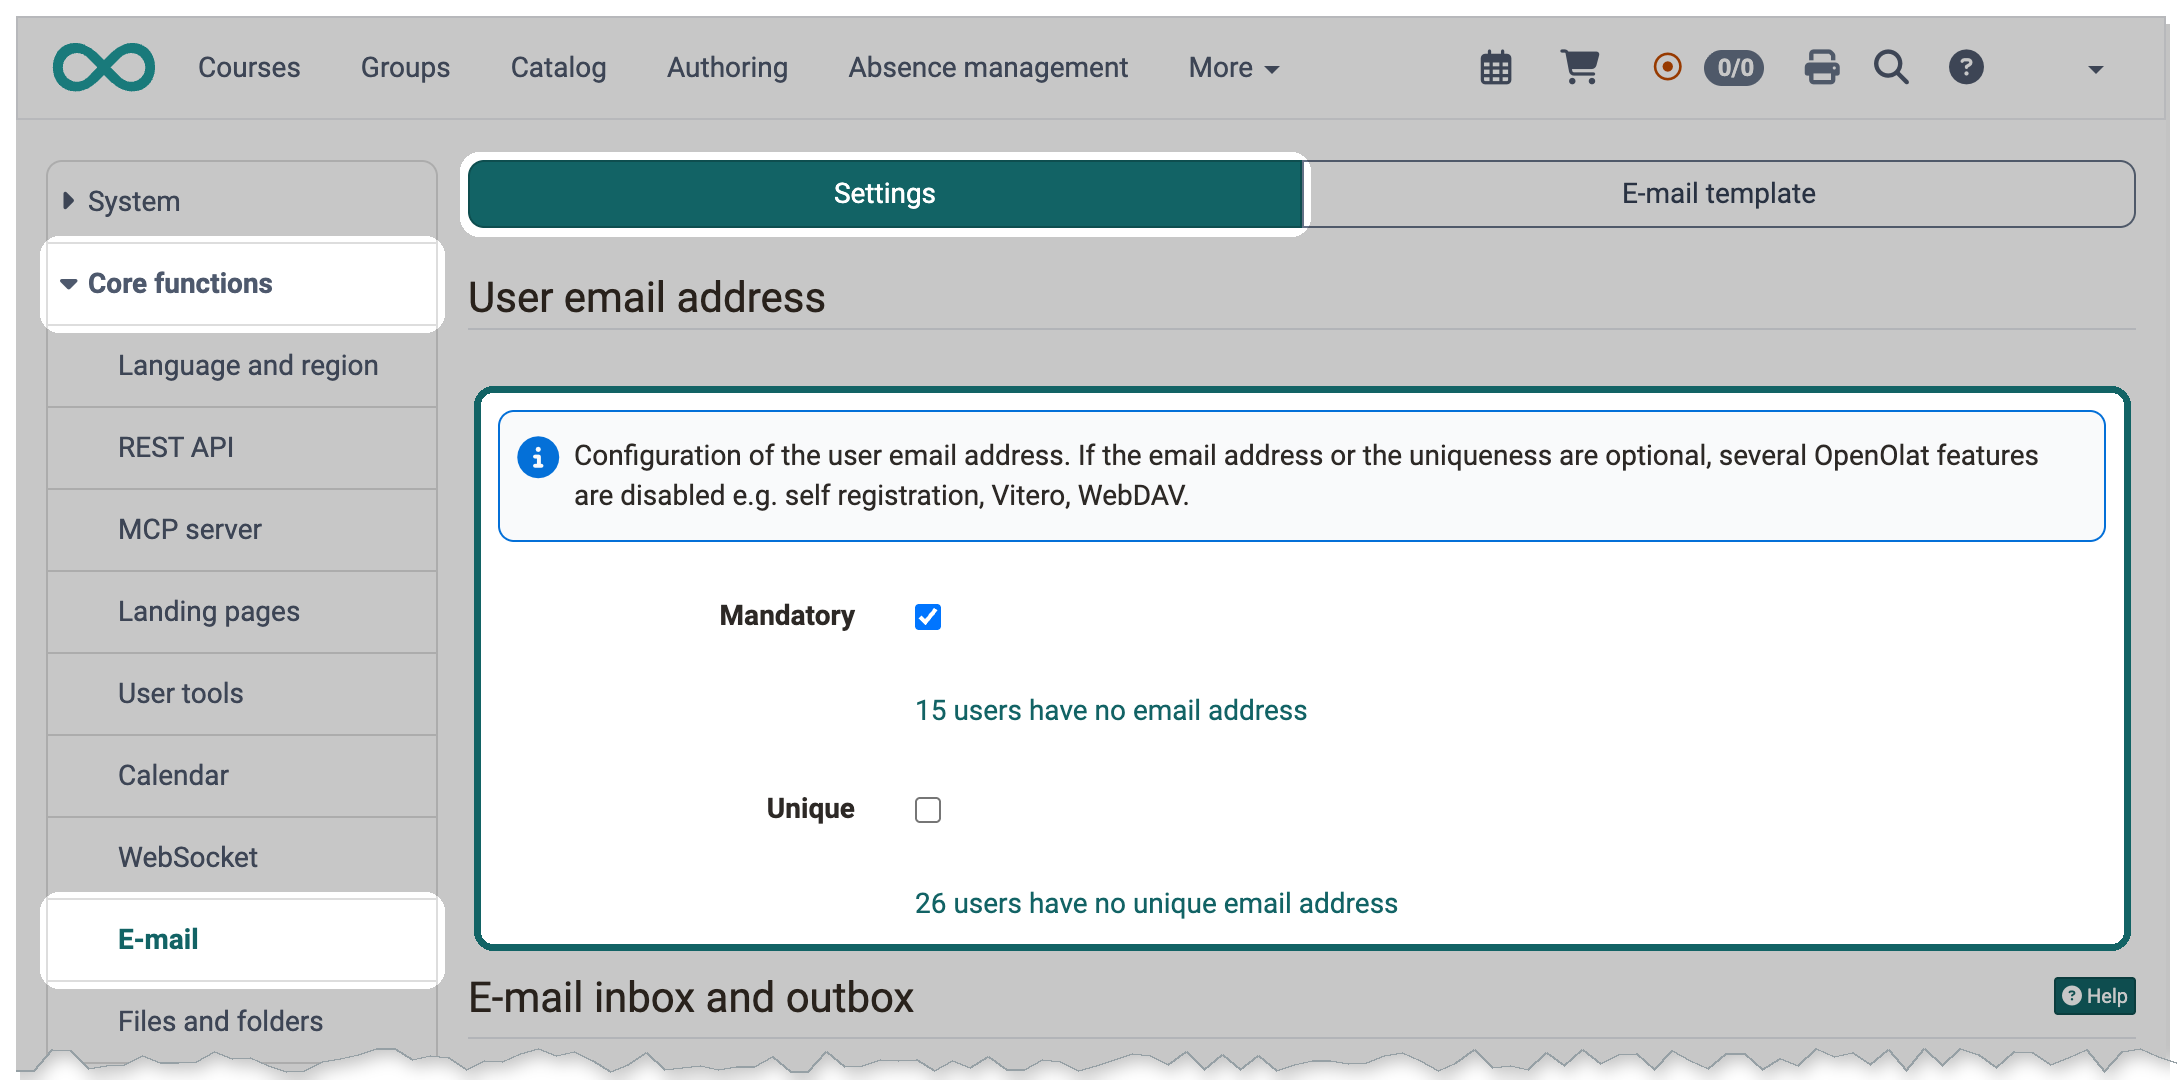 Courses Groups Catalog Authoring Absence management More 0/0 ?
System
Core functions
Language and region
REST API
MCP server
Landing pages
User tools
Calendar
WebSocket
E-mail
Files and folders
Settings E-mail template
User email address
Configuration of the user email address. If the email address or the uniqueness are optional, several OpenOlat features
are disabled e.g. self registration, Vitero, WebDAV.
Mandatory
15 users have no email address
Unique
26 users have no unique email address
E-mail inbox and outbox
Help